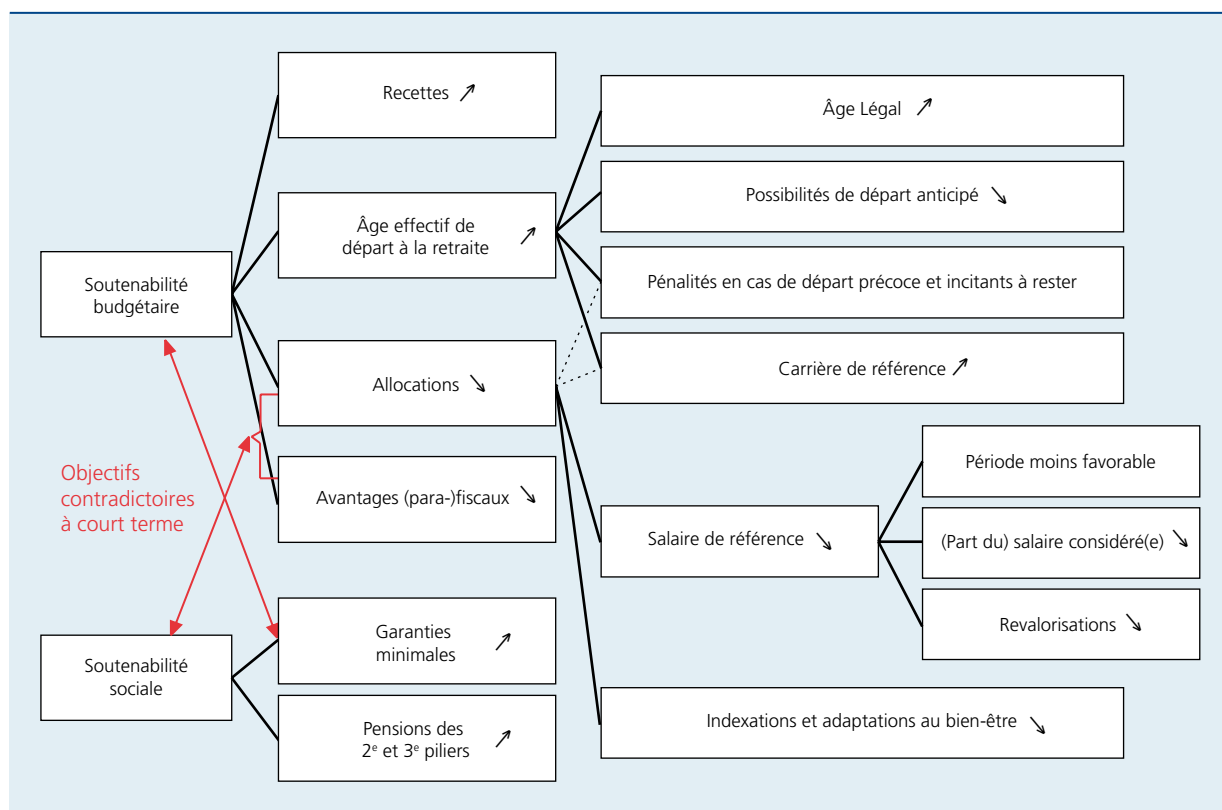 Recettes ↗
Âge Légal ↗
Possibilités de départ anticipé ↘
Âge effectif de
départ à la retraite ↗
Soutenabilité
budgétaire
Pénalités en cas de départ précoce et incitants à rester
Carrière de référence ↗
Allocations ↘
Objectifs
contradictoires
à court terme
Avantages (para-)fiscaux ↘
Période moins favorable
Salaire de référence ↘
(Part du) salaire considéré(e) ↘
Revalorisations ↘
Garanties
minimales ↗
Soutenabilité
sociale
Pensions des
2e et 3e piliers ↗
Indexations et adaptations au bien-être ↘